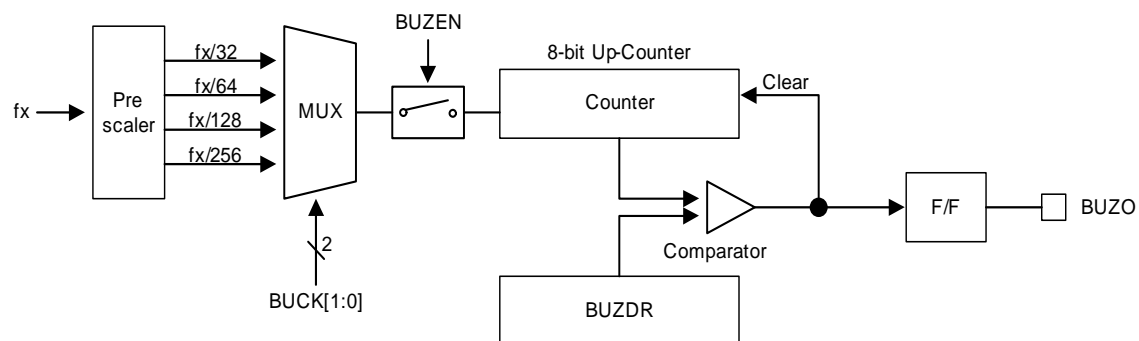 BUZEN
fx
Pre
scaler
fx/32
fx/64
fx/128
fx/256
MUX
2
BUCK[1:0]
8-bit Up-Counter
Counter
Clear
Comparator
BUZDR
F/F
BUZO